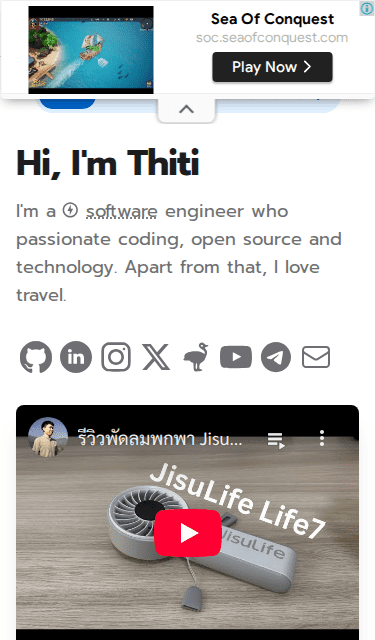 Sea Of Conquest
soc.seaofconquest.com
Play Now
Hi, I'm Thiti
I'm a software engineer who
passionate coding, open source and
technology. Apart from that, I love
travel.
รีวิวพัดลมพกพา Jisu...
JisuLife Life7
JisuLife